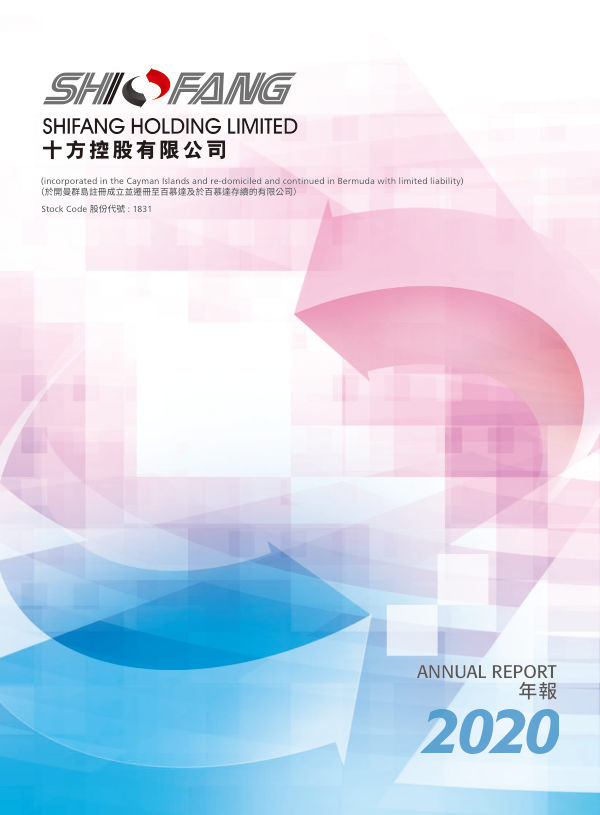 SHIFANG
SHIFANG HOLDING LIMITED
十方控股有限公司
(incorporated in the Cayman Islands and re-domiciled and continued in Bermuda with limited liability)
(於開曼群島註冊成立並遷冊至百慕達及於百慕達存續的有限公司)
Stock Code 股份代號 : 1831
ANNUAL REPORT
年報
2020